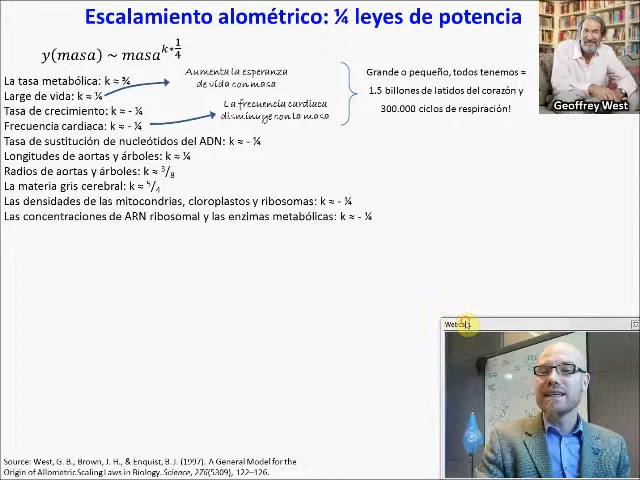 Escalamiento alométrico: ¼ leyes de potencia
y(masa) ~ masa^k*1/4
La tasa metabólica: k ≈ ¾
Large de vida: k ≈ ¼
Tasa de crecimiento: k ≈ - ¼
Frecuencia cardiaca: k ≈ - ¼
Tasa de sustitución de nucleótidos del ADN: k ≈ - ¼
Longitudes de aortas y árboles: k ≈ ¼
Radios de aortas y árboles: k ≈ 3/8
La materia gris cerebral: k ≈ 5/4
Las densidades de las mitocondrias, cloroplastos y ribosomas: k ≈ - ¼
Las concentraciones de ARN ribosomal y las enzimas metabólicas: k ≈ - ¼
Aumenta la esperanza
de vida con masa
La frecuencia cardiaca
disminuye con la masa
Grande o pequeño, todos tenemos ≈
1.5 billones de latidos del corazón y
300.000 ciclos de respiración!
Geoffrey West
Source: West, G. B., Brown, J. H., & Enquist, B. J. (1997). A General Model for the
Origin of Allometric Scaling Laws in Biology. Science, 276(5309), 122–126.